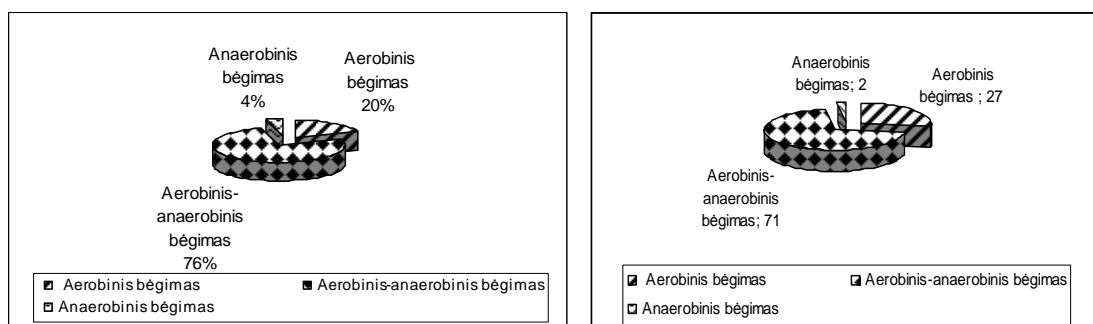 Anaerobinis
bėgimas
4%
Aerobinis
bėgimas
20%
Aerobinis-
anaerobinis
bėgimas
76%
Aerobinis bėgimas
Aerobinis-anaerobinis bėgimas
Anaerobinis bėgimas
Anaerobinis
bėgimas; 2
Aerobinis
bėgimas ; 27
Aerobinis-
anaerobinis
bėgimas; 71
Aerobinis bėgimas
Aerobinis-anaerobinis bėgimas
Anaerobinis bėgimas